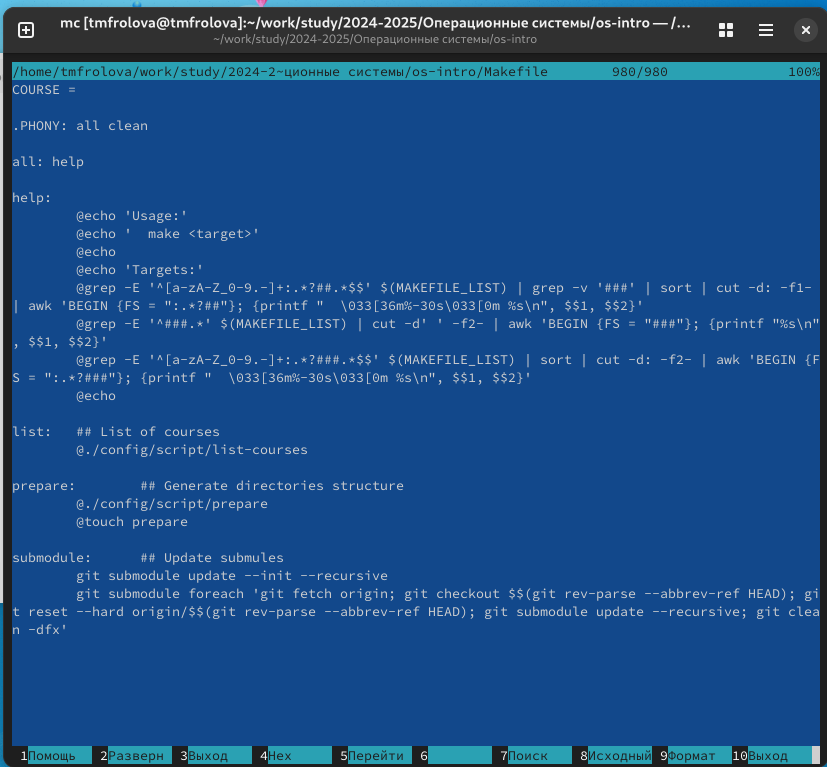 mc [tmfrolova@tmfrolova]:~/work/study/2024-2025/Операционные системы/os-intro — /...
~/work/study/2024-2025/Операционные системы/os-intro
/home/tmfrolova/work/study/2024-2~ционные системы/os-intro/Makefile        980/980               100%
COURSE =
.PHONY: all clean
all: help
help:
        @echo 'Usage:'
        @echo '  make <target>'
        @echo
        @echo 'Targets:'
        @grep -E '^[a-zA-Z_0-9.-]+:.*?##.*$$' $(MAKEFILE_LIST) | grep -v '###' | sort | cut -d: -f1-
| awk 'BEGIN {FS = ":.*?##"}; {printf "  \033[36m%-30s\033[0m %s\n", $$1, $$2}'
        @grep -E '^###.*' $(MAKEFILE_LIST) | cut -d' ' -f2- | awk 'BEGIN {FS = "###"}; {printf "%s\n"
, $$1, $$2}'
        @grep -E '^[a-zA-Z_0-9.-]+:.*?###.*$$' $(MAKEFILE_LIST) | sort | cut -d: -f2- | awk 'BEGIN {F
S = ":.*?###"}; {printf "  \033[36m%-30s\033[0m %s\n", $$1, $$2}'
        @echo
list:   ## List of courses
        @./config/script/list-courses
prepare:        ## Generate directories structure
        @./config/script/prepare
        @touch prepare
submodule:      ## Update submules
        git submodule update --init --recursive
        git submodule foreach 'git fetch origin; git checkout $$(git rev-parse --abbrev-ref HEAD); gi
t reset --hard origin/$$(git rev-parse --abbrev-ref HEAD); git submodule update --recursive; git clea
n -dfx'
1Помощь 2Разверн 3Выход 4Hex 5Перейти 6 7Поиск 8Исходный 9Формат 10Выход